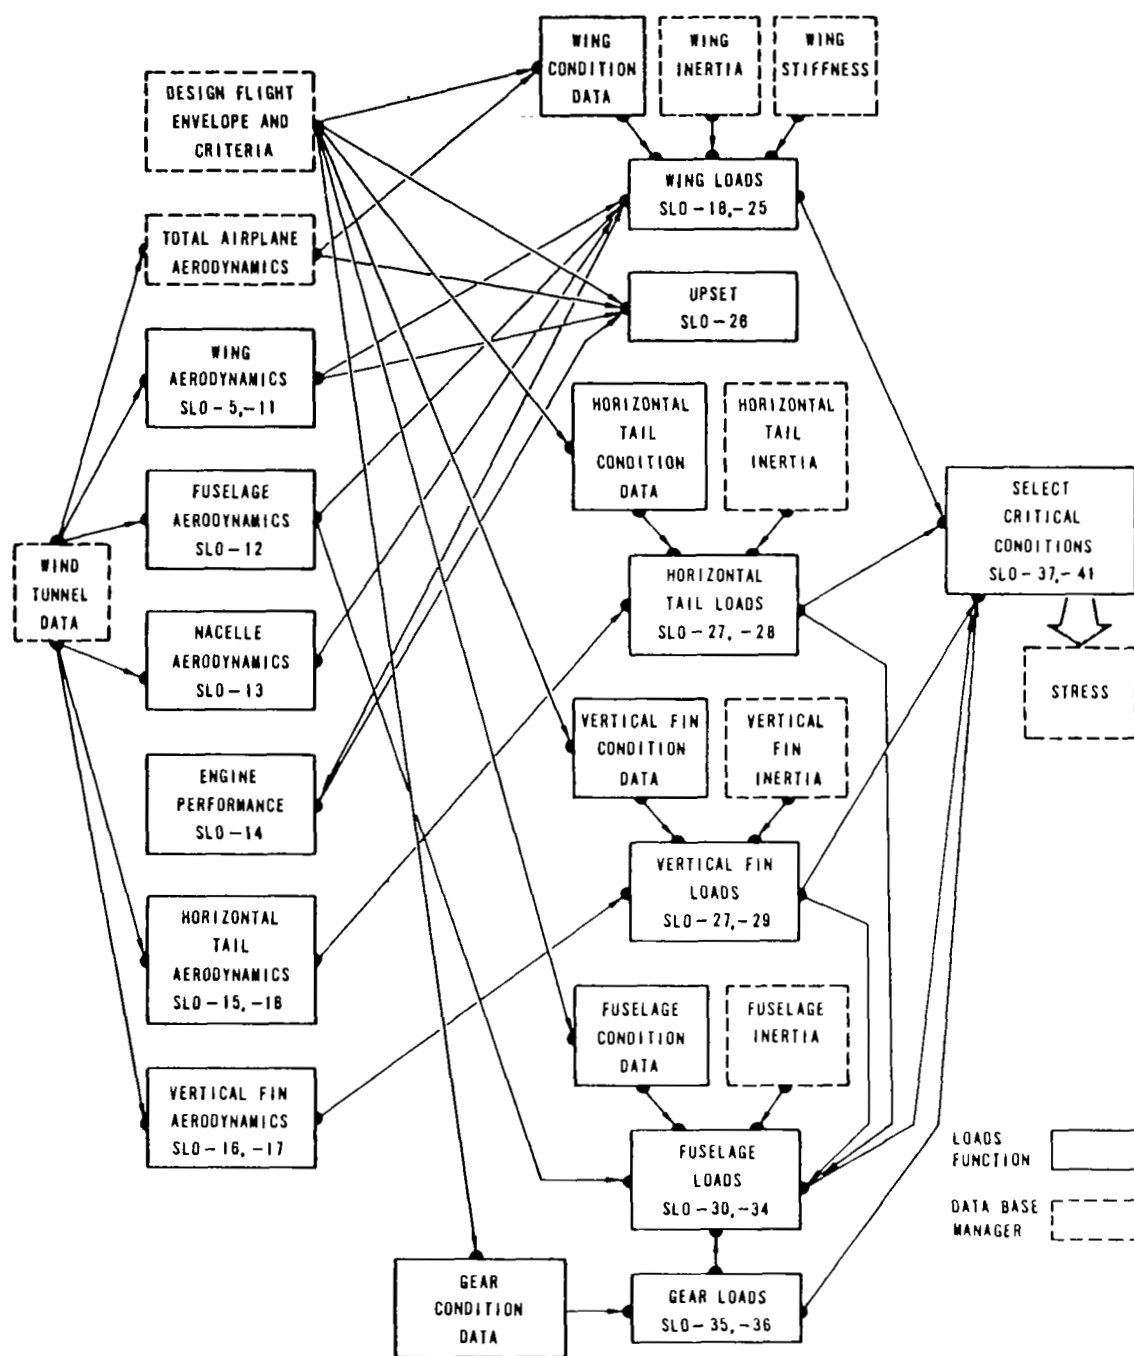 WING
CONDITION
DATA
WING
INERTIA
WING
STIFFNESS
DESIGN FLIGHT
ENVELOPE AND
CRITERIA
WING LOADS
SLO-18,-25
TOTAL AIRPLANE
AERODYNAMICS
UPSET
SLO-26
WING
AERODYNAMICS
SLO-5,-11
HORIZONTAL
TAIL
CONDITION
DATA
HORIZONTAL
TAIL
INERTIA
FUSELAGE
AERODYNAMICS
SLO-12
SELECT
CRITICAL
CONDITIONS
SLO-37,-41
WIND
TUNNEL
DATA
HORIZONTAL
TAIL LOADS
SLO-27, -28
NACELLE
AERODYNAMICS
SLO-13
STRESS
VERTICAL FIN
CONDITION
DATA
VERTICAL
FIN
INERTIA
ENGINE
PERFORMANCE
SLO-14
VERTICAL FIN
LOADS
SLO-27,-29
HORIZONTAL
TAIL
AERODYNAMICS
SLO-15,-16
FUSELAGE
CONDITION
DATA
FUSELAGE
INERTIA
VERTICAL FIN
AERODYNAMICS
SLO-16,-17
FUSELAGE
LOADS
SLO-30,-34
LOADS
FUNCTION
DATA BASE
MANAGER
GEAR
CONDITION
DATA
GEAR LOADS
SLO-35,-36